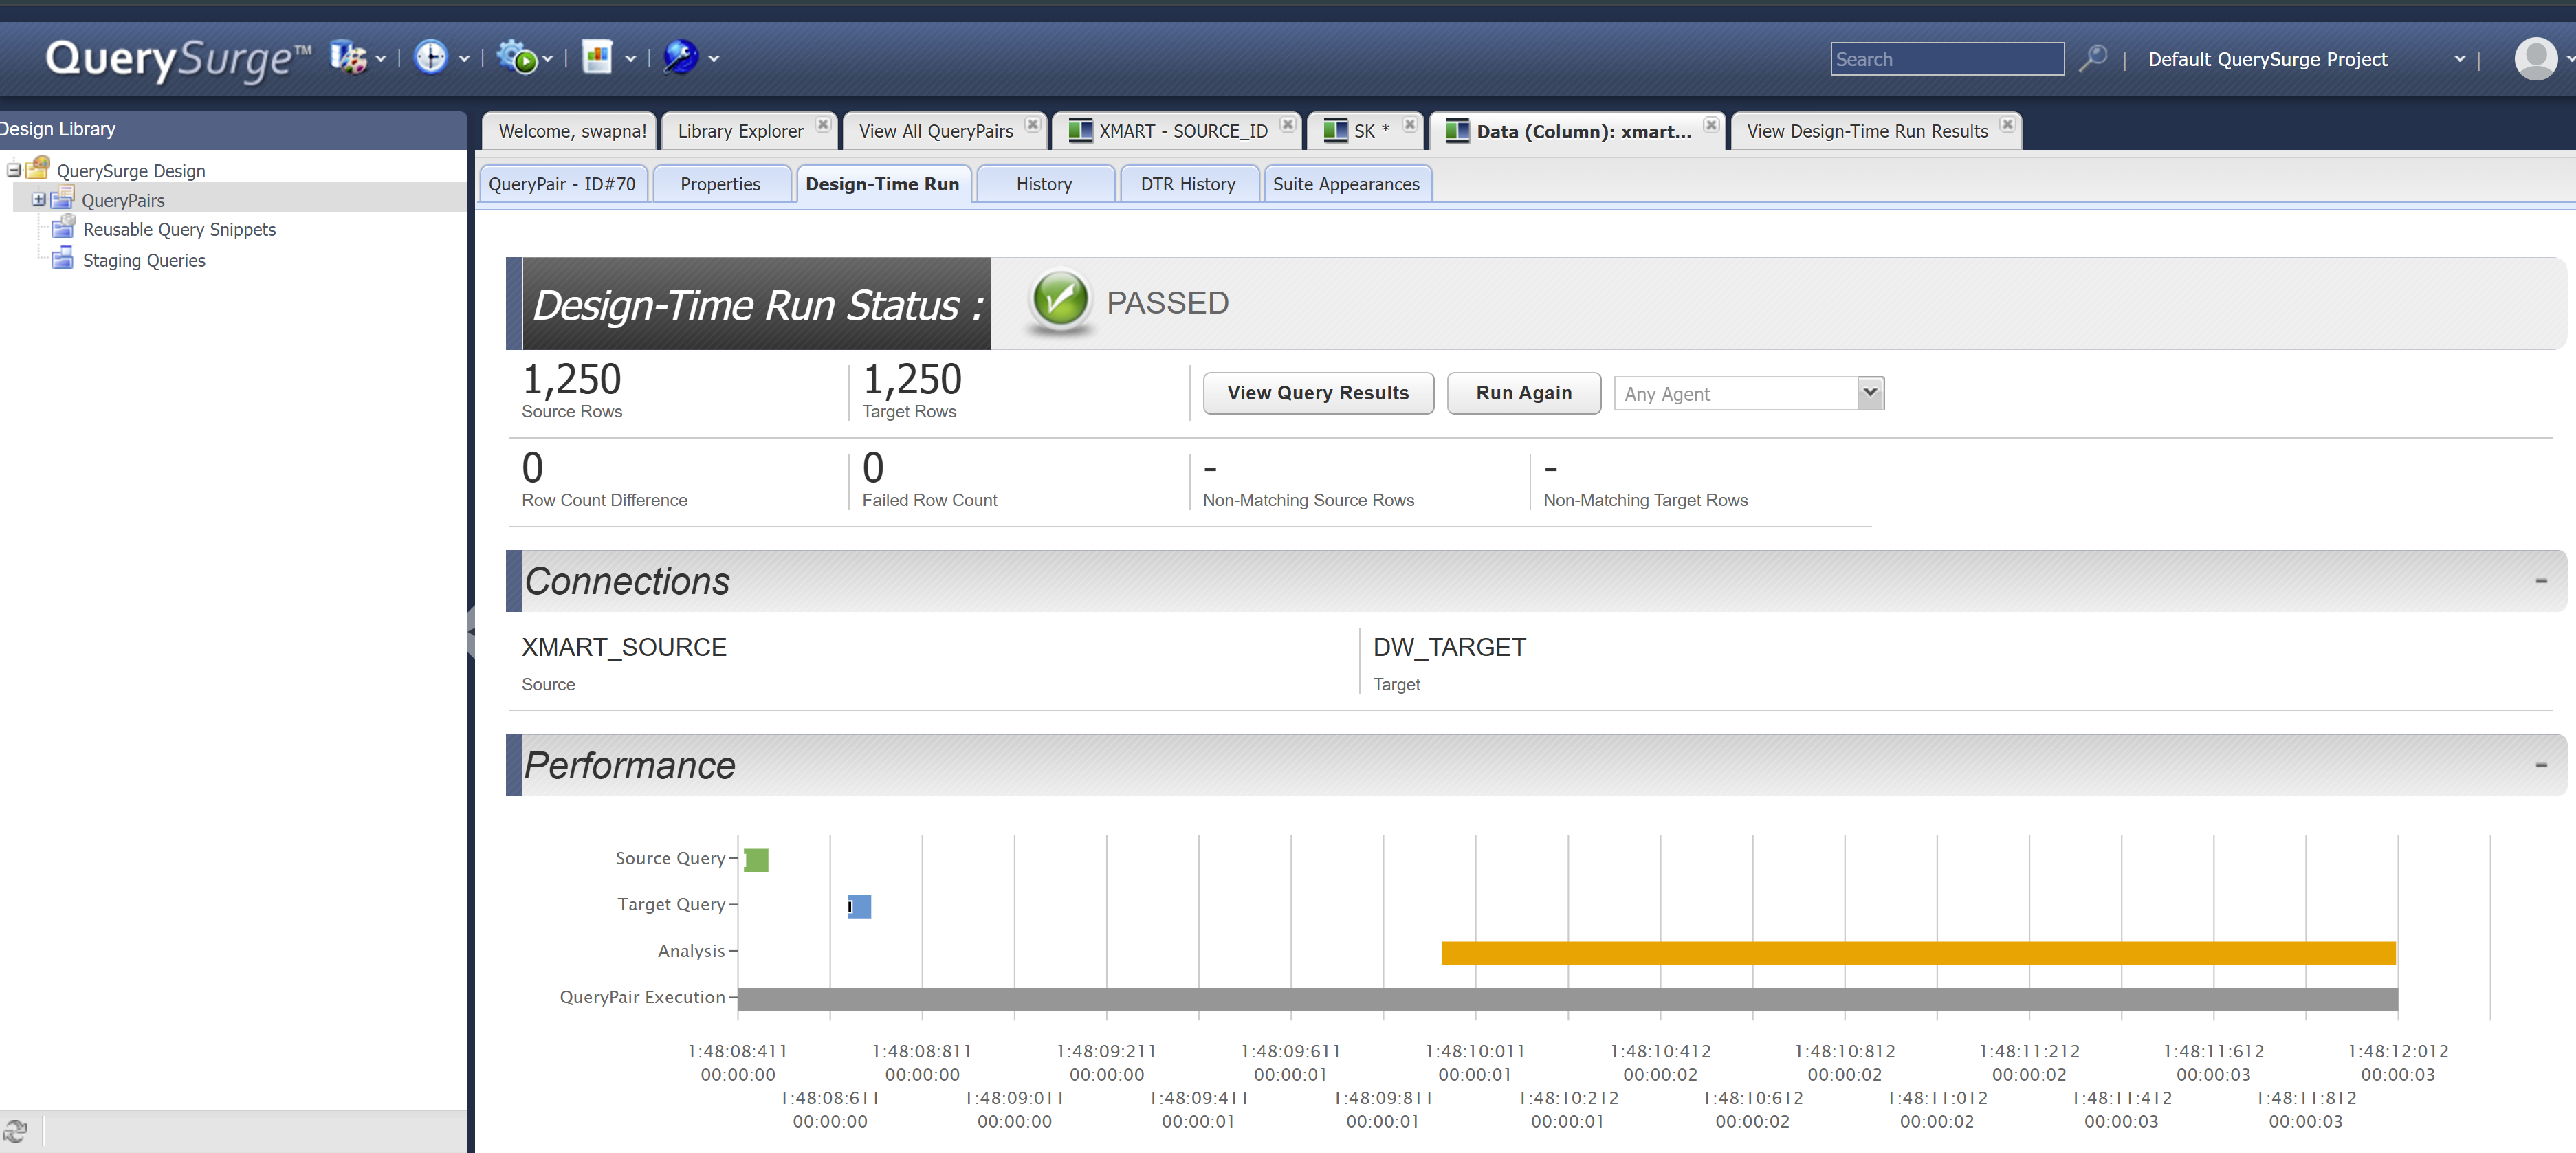 QuerySurge™
Search
Default QuerySurge Project
Design Library
QuerySurge Design
QueryPairs
Reusable Query Snippets
Staging Queries
Welcome, swapna!
Library Explorer
View All QueryPairs
XMART - SOURCE_ID
SK *
Data (Column): xmart...
View Design-Time Run Results
QueryPair - ID#70
Properties
Design-Time Run
History
DTR History
Suite Appearances
Design-Time Run Status :
PASSED
1,250
Source Rows
1,250
Target Rows
View Query Results
Run Again
Any Agent
0
Row Count Difference
0
Failed Row Count
-
Non-Matching Source Rows
-
Non-Matching Target Rows
Connections
XMART_SOURCE
Source
DW_TARGET
Target
Performance
Source Query
Target Query
Analysis
QueryPair Execution
1:48:08:411 1:48:08:811 1:48:09:211 1:48:09:611 1:48:10:011 1:48:10:412 1:48:10:812 1:48:11:212 1:48:11:612 1:48:12:012
00:00:00 00:00:00 00:00:00 00:00:01 00:00:01 00:00:02 00:00:02 00:00:02 00:00:03 00:00:03
1:48:08:611 1:48:09:011 1:48:09:411 1:48:09:811 1:48:10:212 1:48:10:612 1:48:11:012 1:48:11:412 1:48:11:812
00:00:00 00:00:00 00:00:01 00:00:01 00:00:01 00:00:02 00:00:02 00:00:03 00:00:03